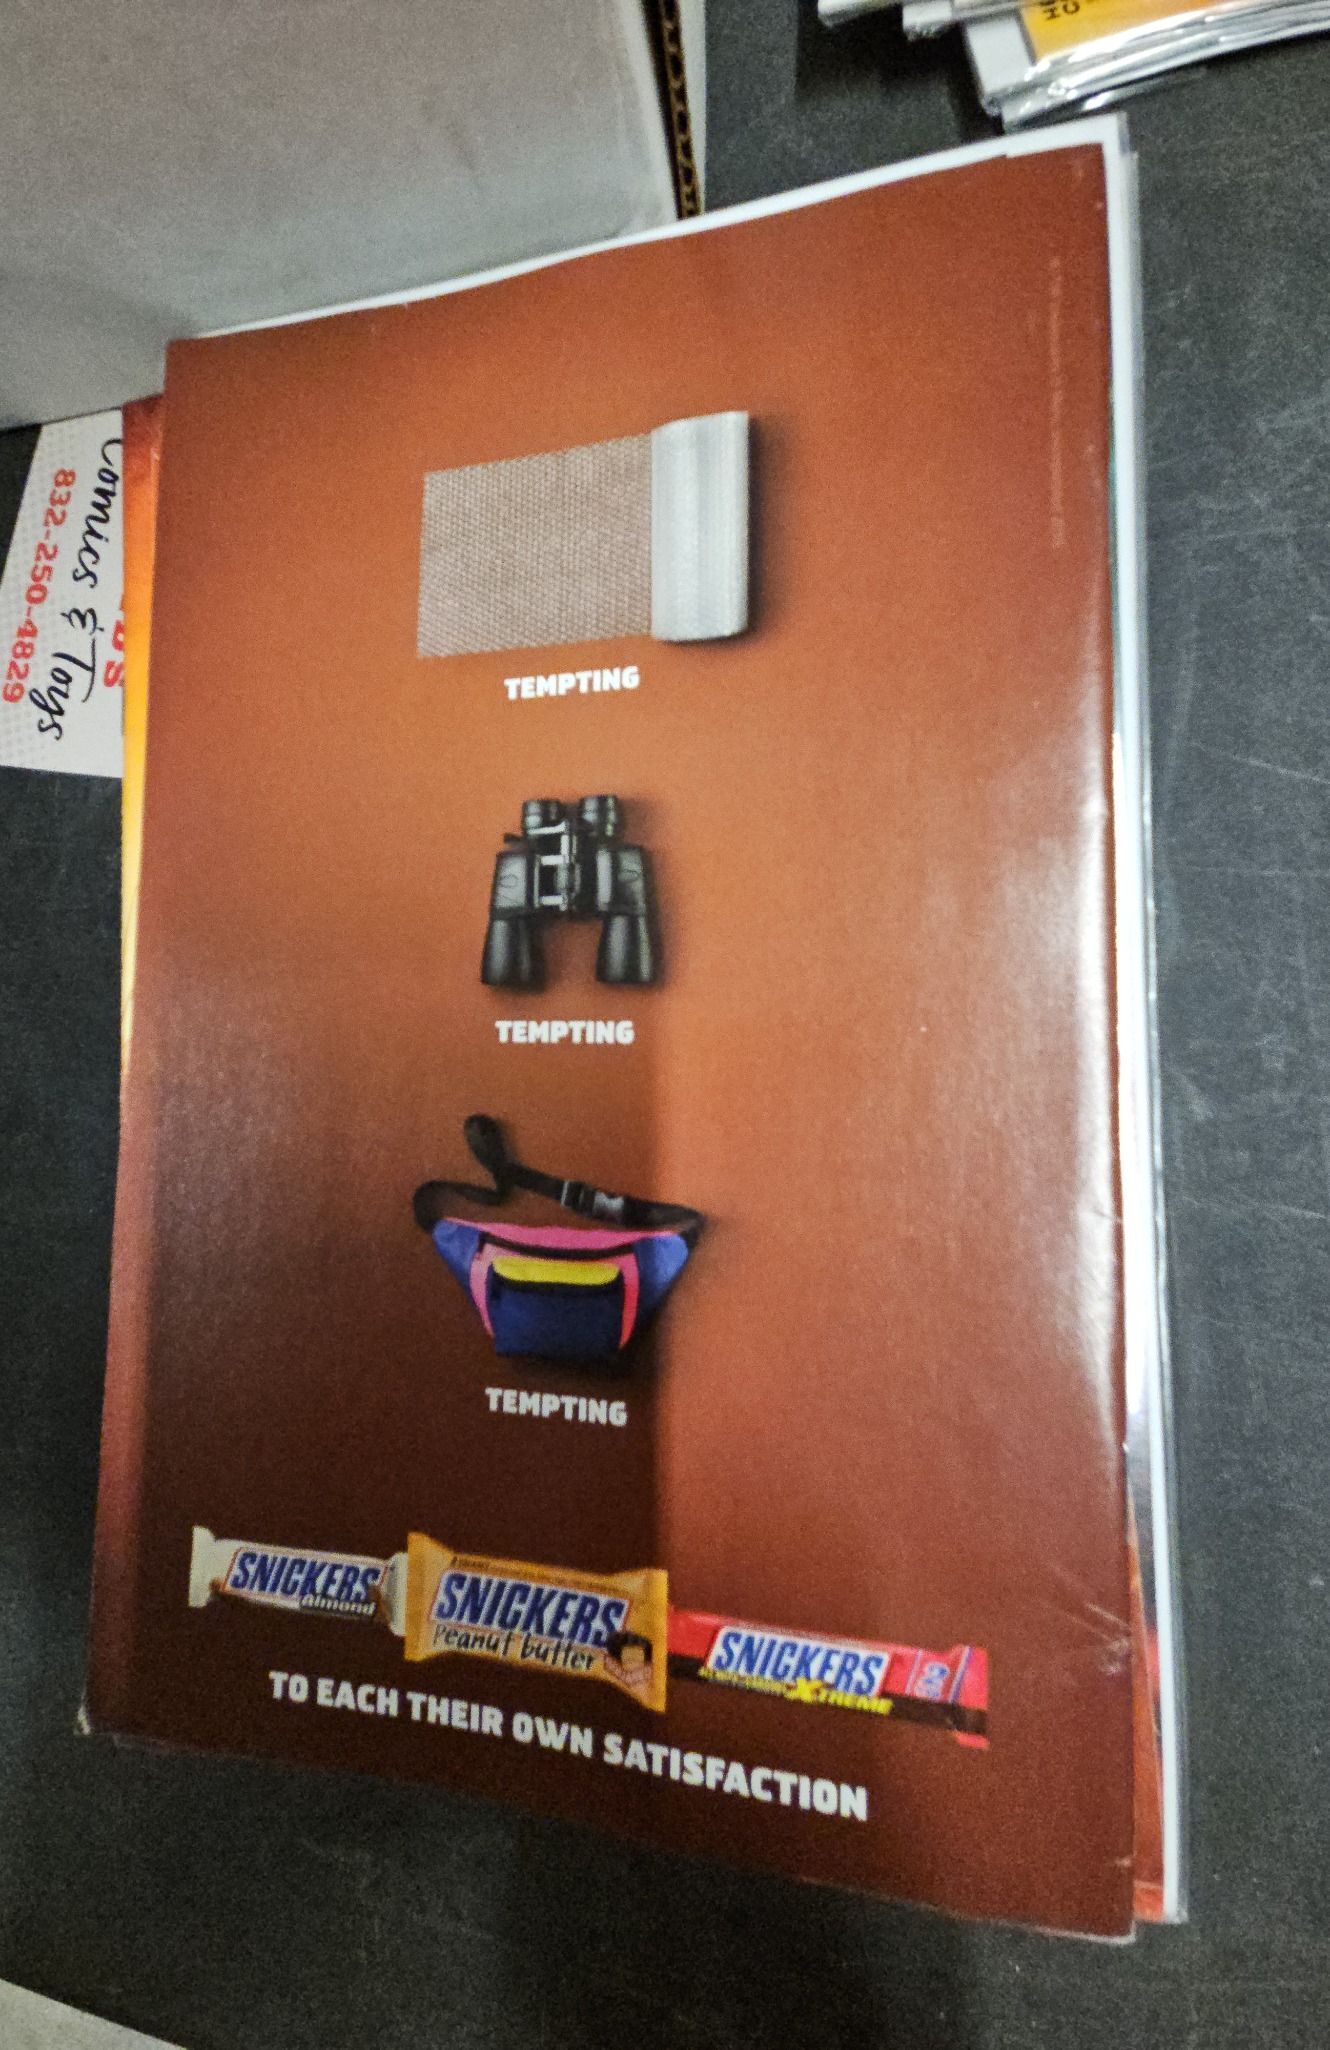 TEMPTING
TEMPTING
TEMPTING
SNICKERS
Almond
SNICKERS
Peanut butter
SNICKERS
XTREME
2
TO EACH THEIR OWN SATISFACTION
Comics & Toys
832-250-4829